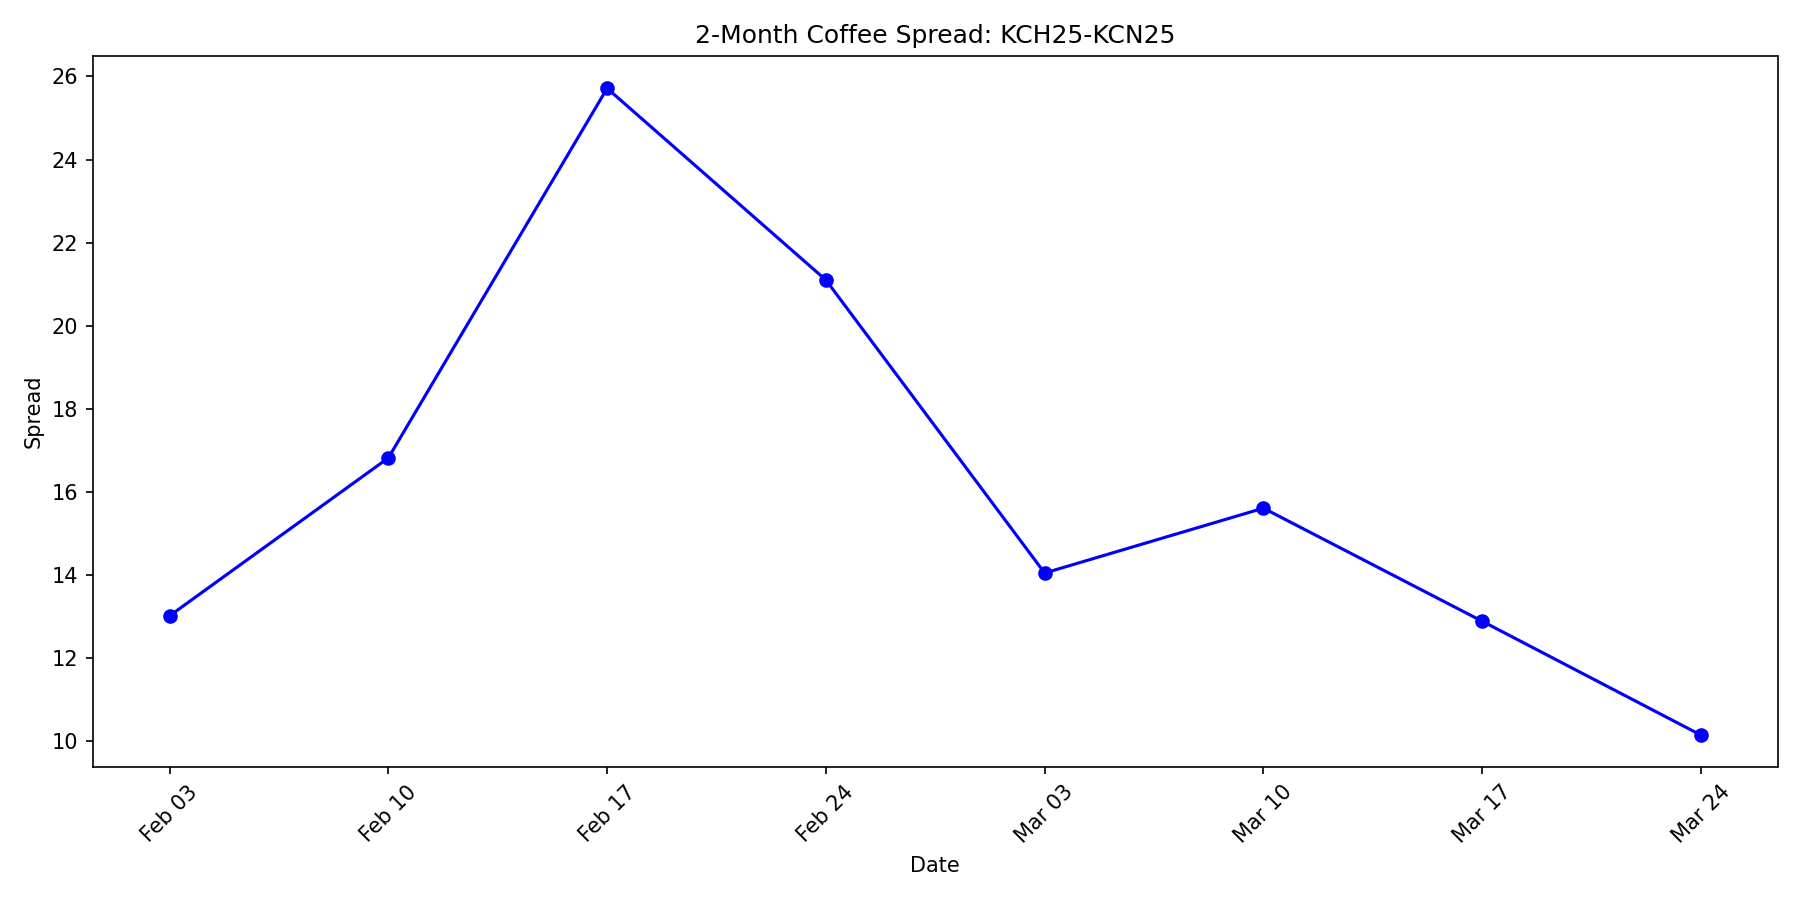 2-Month Coffee Spread: KCH25-KCN25
26
24
22
20
18
16
14
12
10
Spread
Feb 03
Feb 10
Feb 17
Feb 24
Mar 03
Mar 10
Mar 17
Mar 24
Date